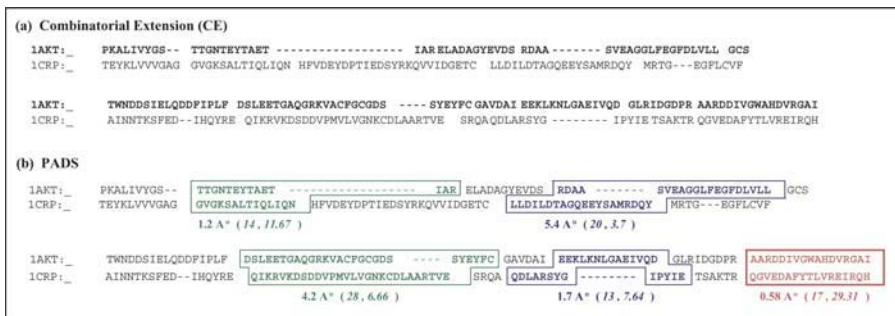 (a) Combinatorial Extension (CE)
1AKT:_ PKALIVYGS-- TTGNTEYTAET ----------------- IAR ELADAGYEVDS RDAA -------SVEAGGLFEGFDLVLL GCS
1CRP:_ TEYKLVVVGAG GVGKSALTIQLIQN HFVDEYDPTIEDSYRKQVVIDGETC LLDILDTAGQEEYSAMRDQY MRTG---EGFLCVF
1AKT:_ TWNDDSIELQDDFIPLF DSLEETGAQGRKVACFGCGDS ----SYEYFC GAVDAI EEKLKNLGAEIVQD GLRIDGDPR AARDDIVGWAHDVRGAI
1CRP:_ AINNTKSFED--IHQYRE QIKRVKDSDDVPMVLVGNKCDLAARTVE SRQAQDLARSYG--------IPYIE TSAKTR QGVEDAFYTLVREIRQH
(b) PADS
1AKT:_ PKALIVYGS-- TTGNTEYTAET ----------------- IAR ELADAGYEVDS RDAA ------- SVEAGGLFEGFDLVLL GCS
1CRP:_ TEYKLVVVGAG GVGKSALTIQLIQN HFVDEYDPTIEDSYRKQVVIDGETC LLDILDTAGQEEYSAMRDQY MRTG---EGFLCVF
1.2 A° ( 14 , 11.67 ) 5.4 A° ( 20 , 3.7 )
1AKT:_ TWNDDSIELQDDFIPLF DSLEETGAQGRKVACFGCGDS ---- SYEYFC GAVDAI EEKLKNLGAEIVQD GLRIDGDPR AARDDIVGWAHDVRGAI
1CRP:_ AINNTKSFED--IHQYRE QIKRVKDSDDVPMVLVGNKCDLAARTVE SRQA QDLARSYG--------IPYIE TSAKTR QGVEDAFYTLVREIRQH
4.2 A° ( 28 , 6.66 ) 1.7 A° ( 13 , 7.64 ) 0.58 A° ( 17 , 29.31 )